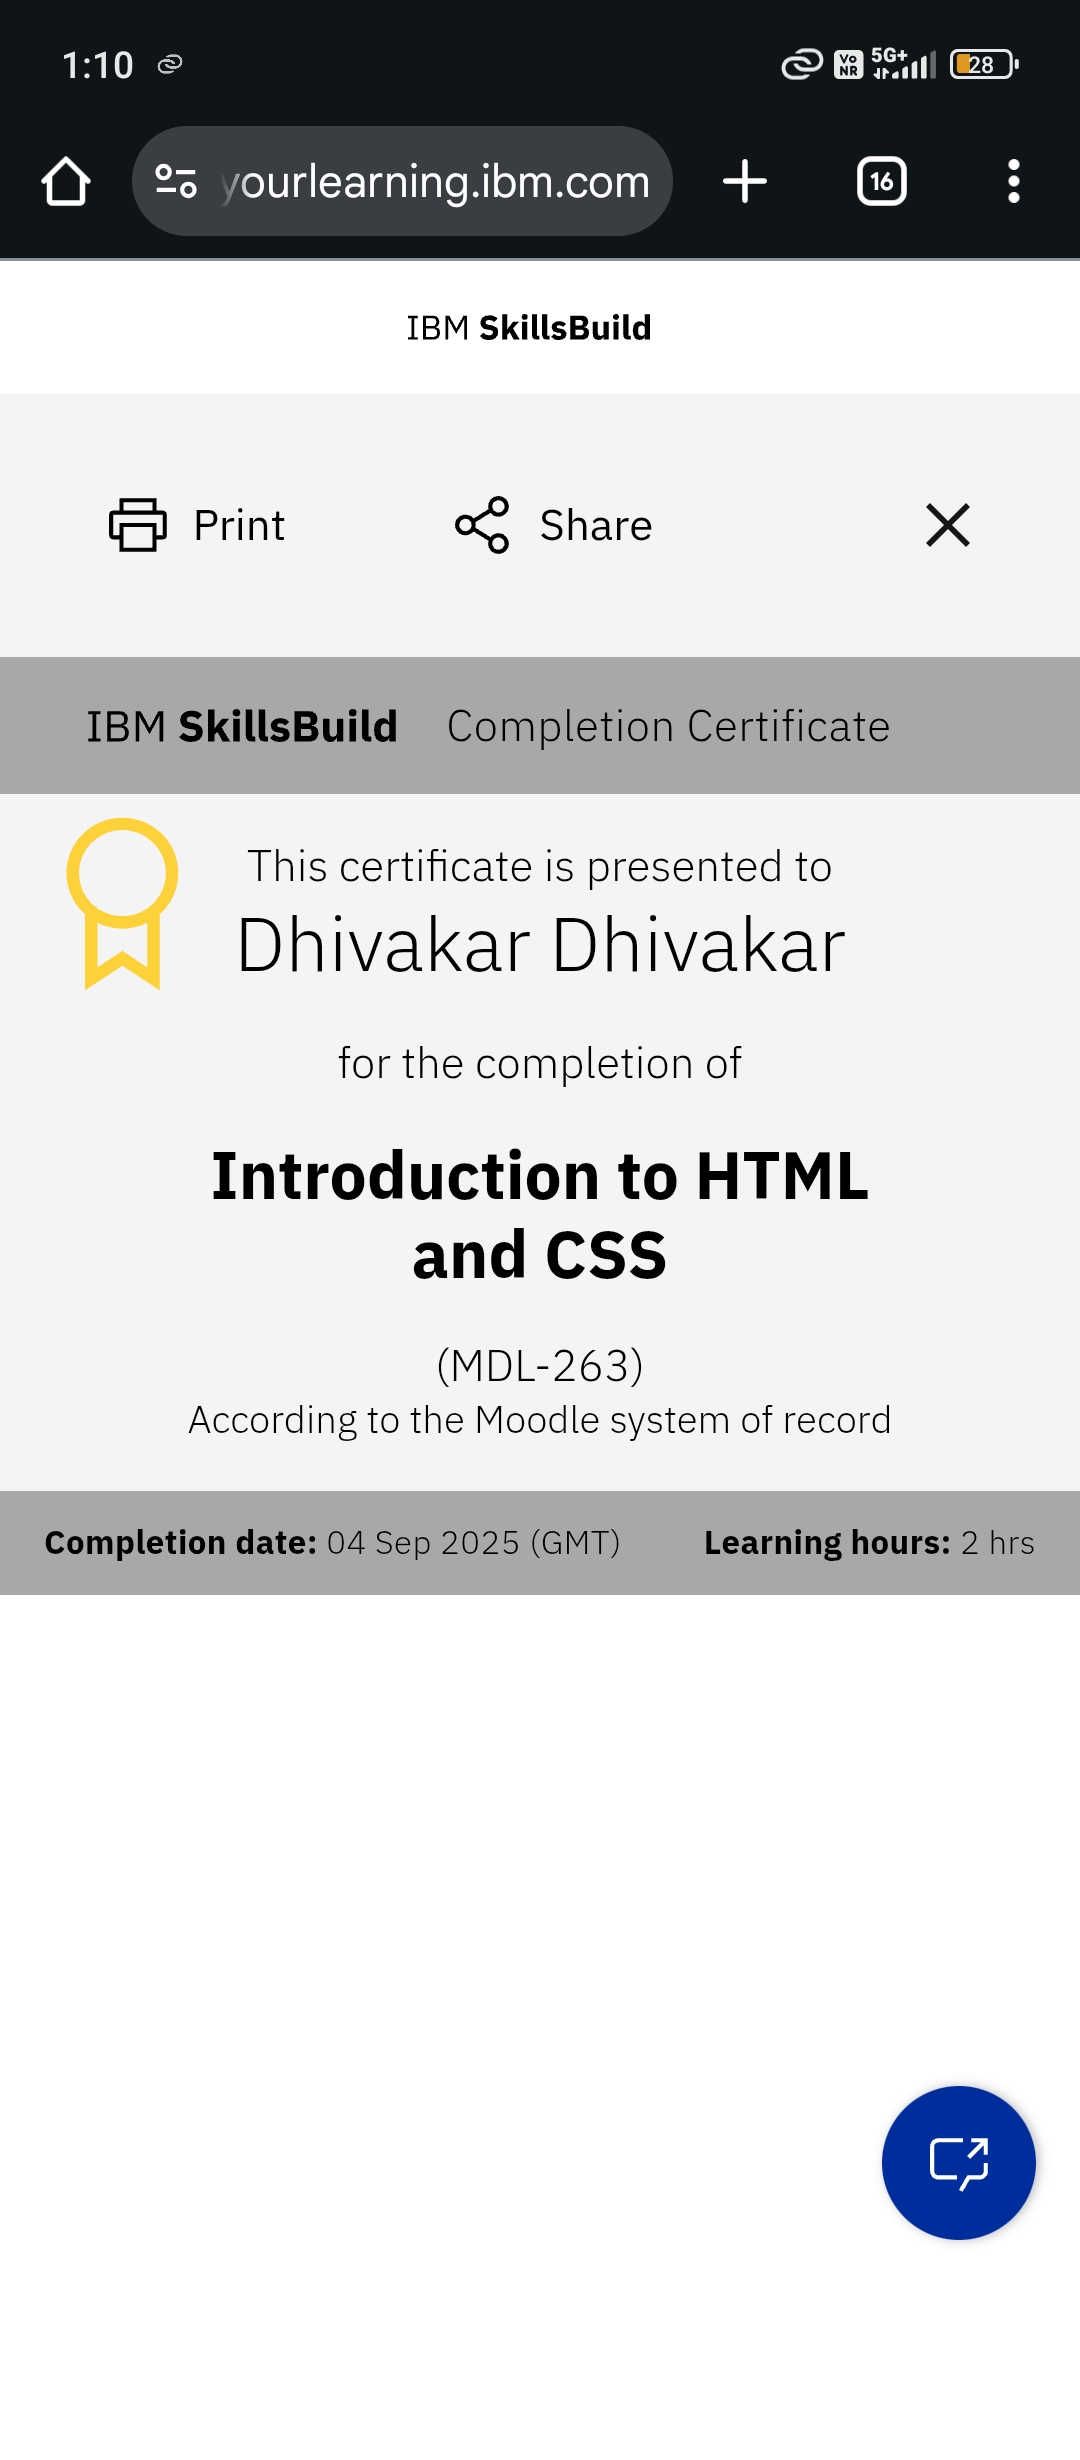 1:10 Vo NR 5G+ 28
yourlearning.ibm.com 16
IBM SkillsBuild
Print Share
IBM SkillsBuild Completion Certificate
This certificate is presented to
Dhivakar Dhivakar
for the completion of
Introduction to HTML
and CSS
(MDL-263)
According to the Moodle system of record
Completion date: 04 Sep 2025 (GMT) Learning hours: 2 hrs